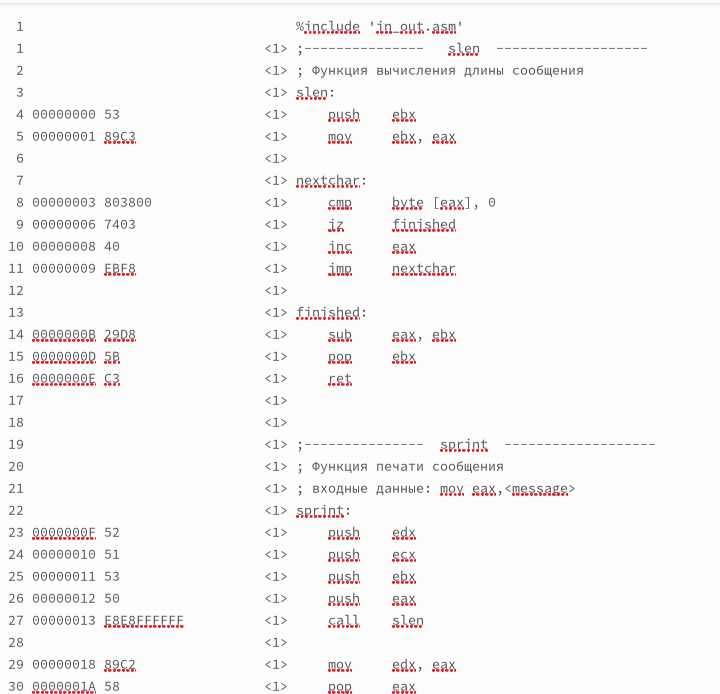 1                                  %include 'in_out.asm'
1                              <1> ;---------------   slen  -------------------
2                              <1> ; Функция вычисления длины сообщения
3                              <1> slen:
4 00000000 53                  <1>     push    ebx
5 00000001 89C3                <1>     mov     ebx, eax
6                              <1>
7                              <1> nextchar:
8 00000003 803800              <1>     cmp     byte [eax], 0
9 00000006 7403                <1>     jz      finished
10 00000008 40                  <1>     inc     eax
11 00000009 EBF8                <1>     jmp     nextchar
12                              <1>
13                              <1> finished:
14 0000000B 29D8                <1>     sub     eax, ebx
15 0000000D 5B                  <1>     pop     ebx
16 0000000E C3                  <1>     ret
17                              <1>
18                              <1>
19                              <1> ;---------------  sprint  -------------------
20                              <1> ; Функция печати сообщения
21                              <1> ; входные данные: mov eax,<message>
22                              <1> sprint:
23 0000000F 52                  <1>     push    edx
24 00000010 51                  <1>     push    ecx
25 00000011 53                  <1>     push    ebx
26 00000012 50                  <1>     push    eax
27 00000013 E8E8FFFFFF          <1>     call    slen
28                              <1>
29 00000018 89C2                <1>     mov     edx, eax
30 0000001A 58                  <1>     pop     eax